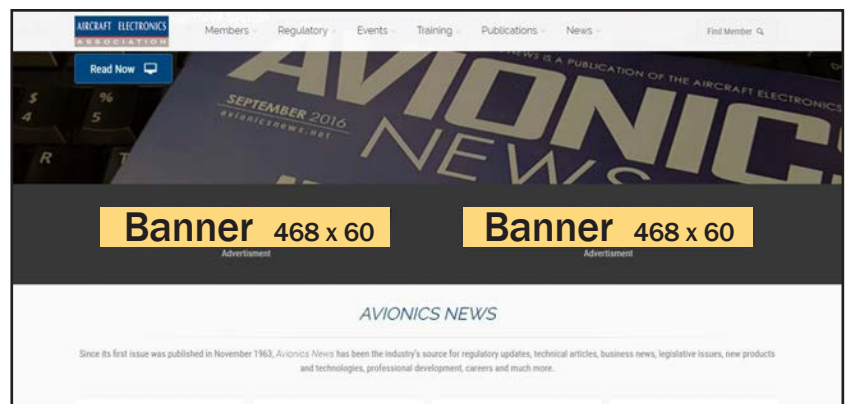 AIRCRAFT ELECTRONICS
ASSOCIATION
Members Regulatory Events Training Publications News Find Member
Read Now
$ %
4 5
R T
NEWS IS A PUBLICATION OF THE AIRCRAFT ELECTRONICS
SEPTEMBER 2016
avionicsnews.net
AVIONIC
NEWS
Banner 468 x 60 Banner 468 x 60
Advertisment Advertisment
AVIONICS NEWS
Since its first issue was published in November 1963, Avionics News has been the industry's source for regulatory updates, technical articles, business news, legislative issues, new products
and technologies, professional development, careers and much more.